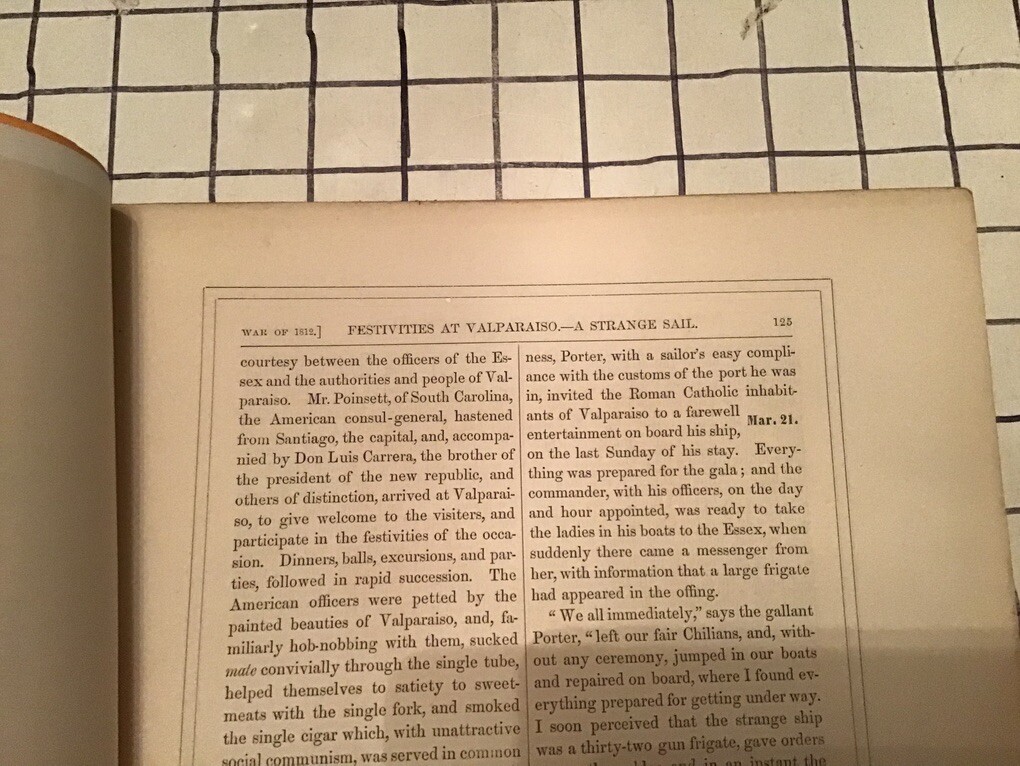 WAR OF 1812.] FESTIVITIES AT VALPARAISO.—A STRANGE SAIL. 125
courtesy between the officers of the Es-
sex and the authorities and people of Val-
paraiso. Mr. Poinsett, of South Carolina,
the American consul-general, hastened
from Santiago, the capital, and, accompa-
nied by Don Luis Carrera, the brother of
the president of the new republic, and
others of distinction, arrived at Valparai-
so, to give welcome to the visiters, and
participate in the festivities of the occa-
sion. Dinners, balls, excursions, and par-
ties, followed in rapid succession. The
American officers were petted by the
painted beauties of Valparaiso, and, fa-
miliarly hob-nobbing with them, sucked
mate convivially through the single tube,
helped themselves to satiety to sweet-
meats with the single fork, and smoked
the single cigar which, with unattractive
social communism, was served in common
ness, Porter, with a sailor's easy compli-
ance with the customs of the port he was
in, invited the Roman Catholic inhabit-
ants of Valparaiso to a farewell
Mar. 21.
entertainment on board his ship,
on the last Sunday of his stay. Every-
thing was prepared for the gala; and the
commander, with his officers, on the day
and hour appointed, was ready to take
the ladies in his boats to the Essex, when
suddenly there came a messenger from
her, with information that a large frigate
had appeared in the offing.
"We all immediately," says the gallant
Porter, "left our fair Chilians, and, with-
out any ceremony, jumped in our boats
and repaired on board, where I found ev-
erything prepared for getting under way.
I soon perceived that the strange ship
was a thirty-two gun frigate, gave orders
and in an instant the